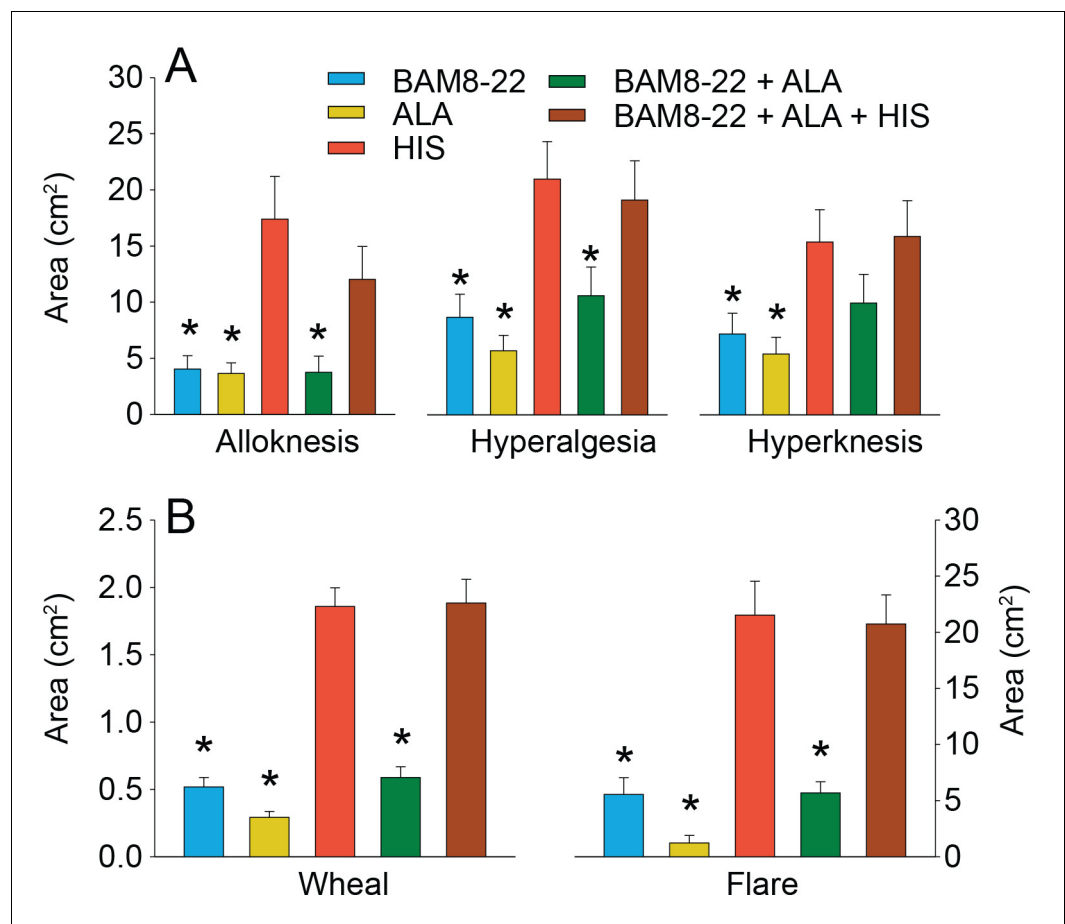 A
BAM8-22
ALA
HIS
BAM8-22 + ALA
BAM8-22 + ALA + HIS
Area (cm²)
30
25
20
15
10
5
0
* * *
* * *
* *
Alloknesis
Hyperalgesia
Hyperknesis
B
Area (cm²)
2.5
2.0
1.5
1.0
0.5
0.0
* * *
* * *
Wheal
Flare
30
25
20
15
10
5
0
Area (cm²)